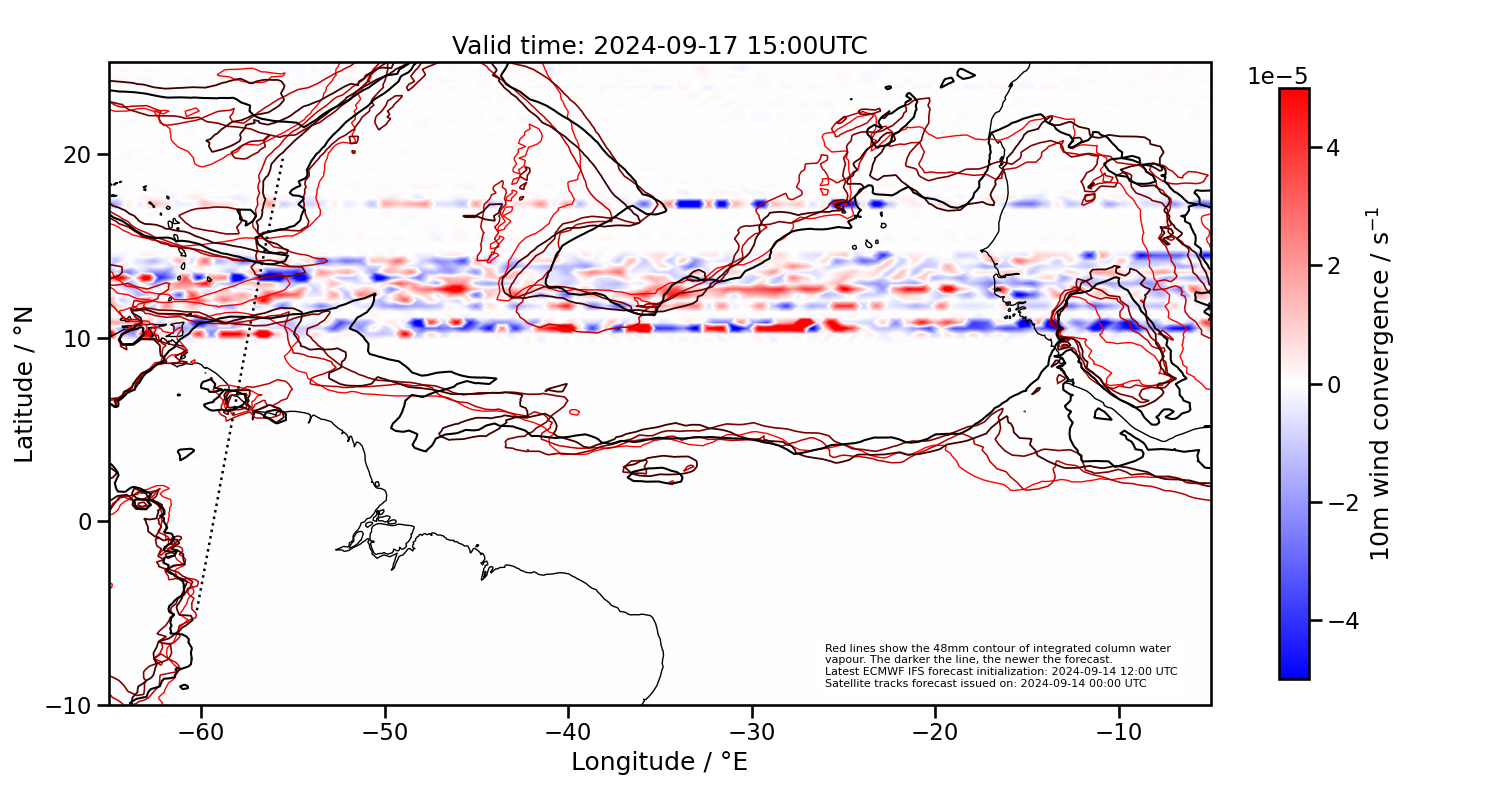 Valid time: 2024-09-17 15:00UTC
1e−5
20
10
0
−10
Latitude / °N
−60
−50
−40
−30
−20
−10
Longitude / °E
4
2
0
−2
−4
10m wind convergence / s−1
Red lines show the 48mm contour of integrated column water
vapour. The darker the line, the newer the forecast.
Latest ECMWF IFS forecast initialization: 2024-09-14 12:00 UTC
Satellite tracks forecast issued on: 2024-09-14 00:00 UTC